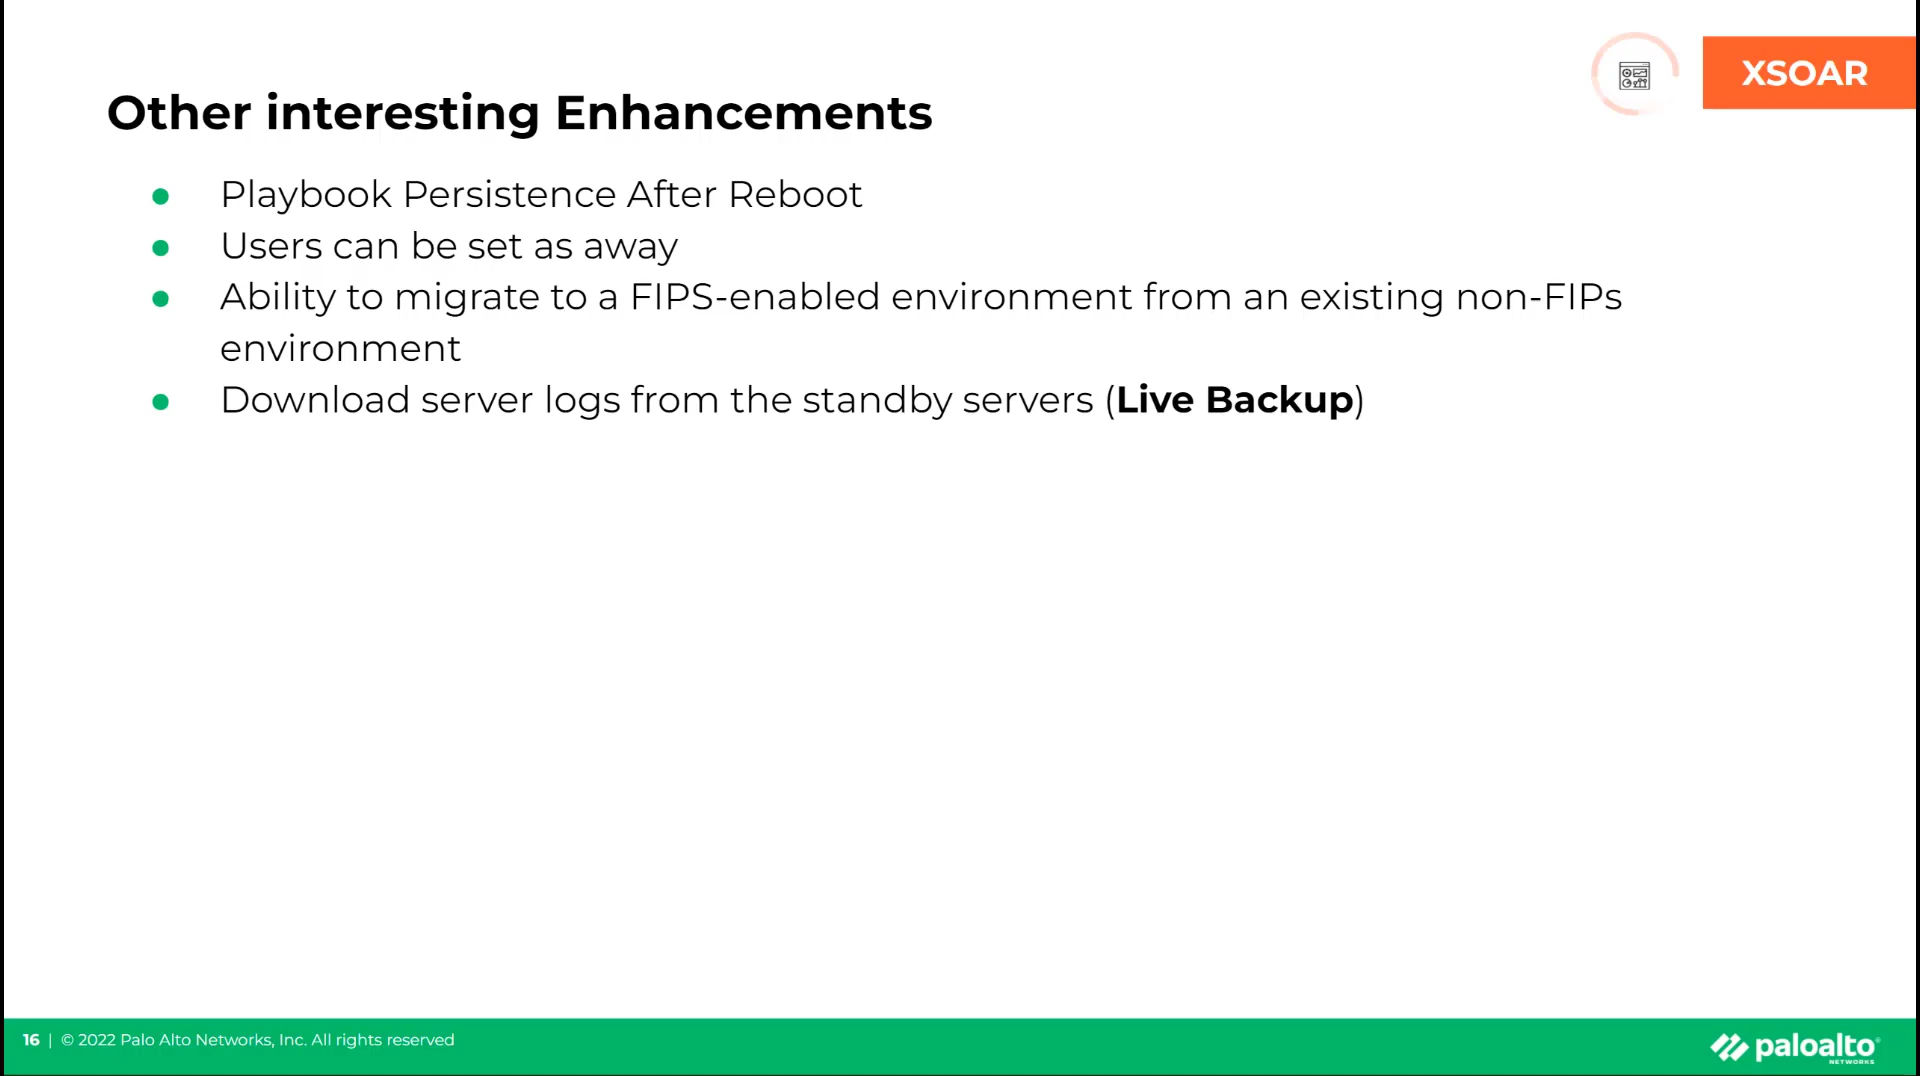 XSOAR
Other interesting Enhancements
● Playbook Persistence After Reboot
● Users can be set as away
● Ability to migrate to a FIPS-enabled environment from an existing non-FIPs
environment
● Download server logs from the standby servers (Live Backup)
16 | © 2022 Palo Alto Networks, Inc. All rights reserved
paloalto®
NETWORKS